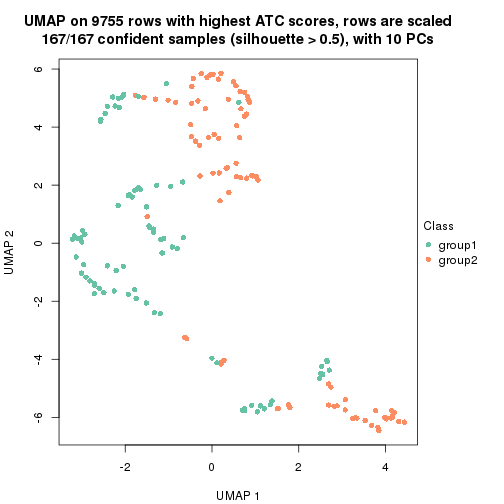 UMAP on 9755 rows with highest ATC scores, rows are scaled
167/167 confident samples (silhouette > 0.5), with 10 PCs
6
4
2
0
-2
-4
-6
UMAP 2
-2
0
2
4
UMAP 1
Class
group1
group2